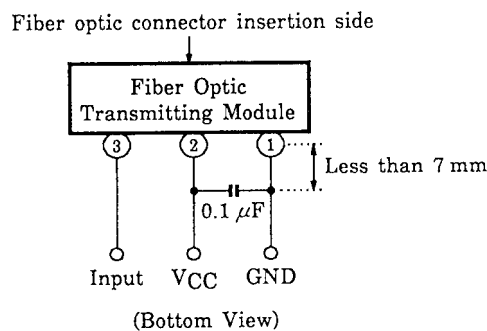 Fiber optic connector insertion side
Fiber Optic
Transmitting Module
3 2 1
Less than 7 mm
0.1 μF
Input VCC GND
(Bottom View)